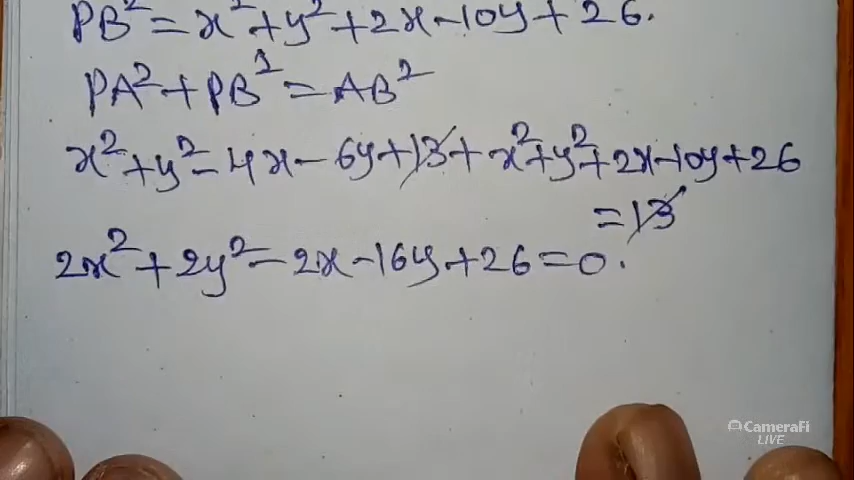 PB² = x² + y² + 2x - 10y + 26.
PA² + PB² = AB²
x² + y² - 4x - 6y + 13 + x² + y² + 2x - 10y + 26
= 13
2x² + 2y² - 2x - 16y + 26 = 0.
CameraFi
LIVE